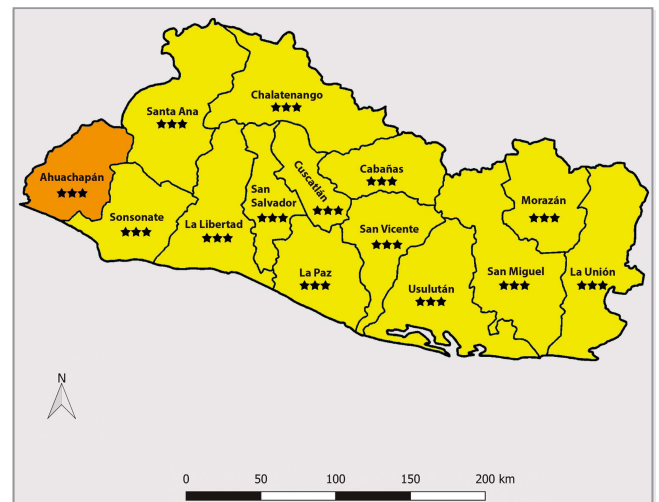 Chalatenango
Santa Ana
Ahuachapán
Cuscatlán
Cabañas
San
Salvador
Sonsonate
La Libertad
Morazán
San Vicente
La Paz
San Miguel
La Unión
Usulután
N
0 50 100 150 200 km